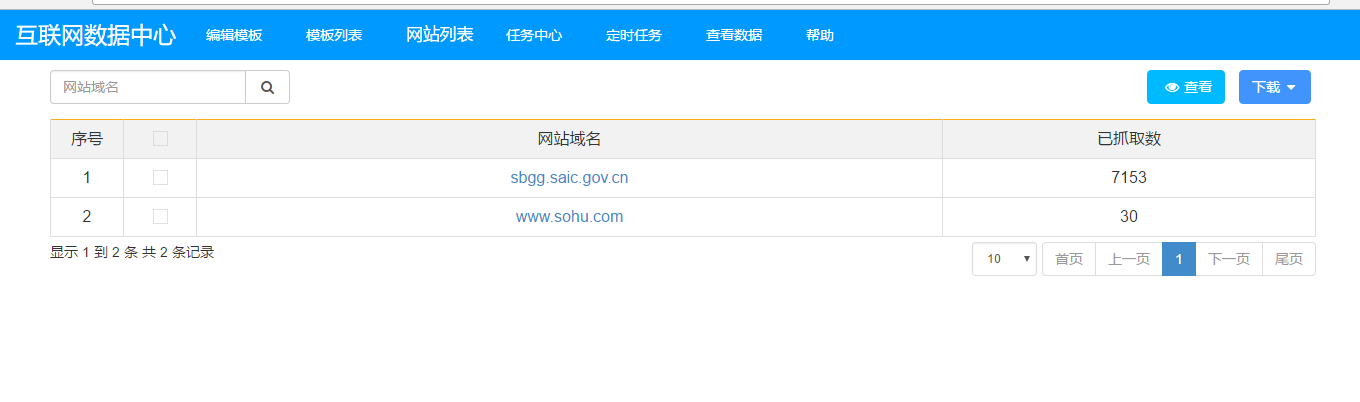 互联网数据中心 编辑模板 模板列表 网站列表 任务中心 定时任务 查看数据 帮助
网站域名 查看 下载
序号 网站域名 已抓取数
1 sbgg.saic.gov.cn 7153
2 www.sohu.com 30
显示 1 到 2 条 共 2 条记录 10 首页 上一页 1 下一页 尾页